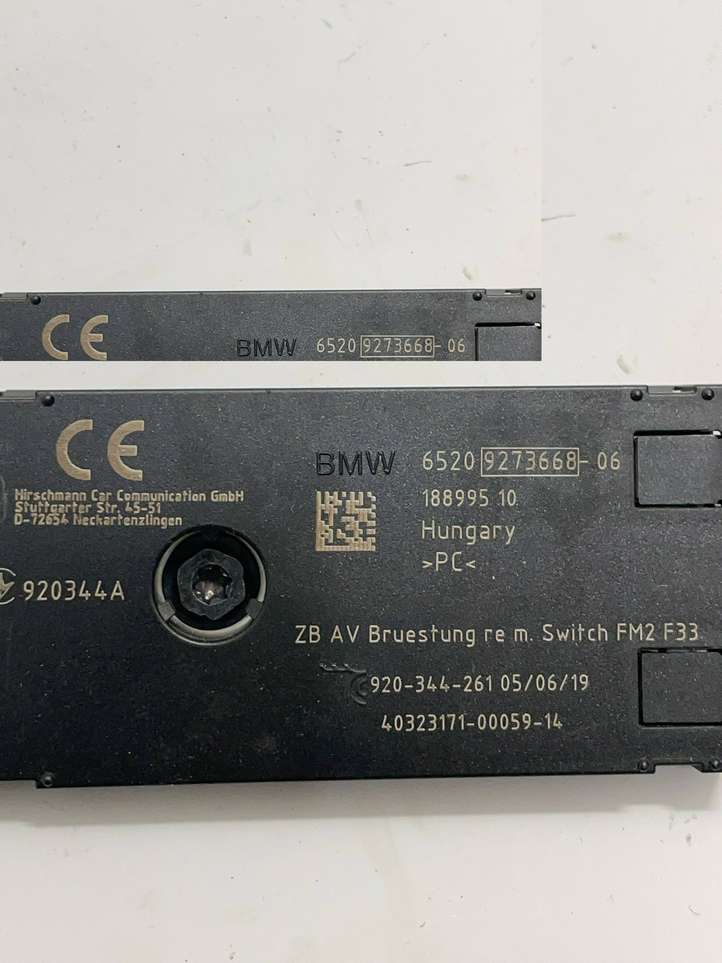 CE
BMW 6520 9273668-06
CE
BMW 6520 9273668-06
Hirschmann Car Communication GmbH
Stuttgarter Str. 45-51
D-72654 Neckartenzlingen
188995 10
Hungary
>PC<
920344A
ZB AV Bruestung re m. Switch FM2 F33
920-344-261 05/06/19
40323171-00059-14